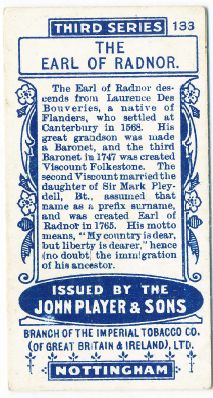 THIRD SERIES 133
THE
EARL OF RADNOR.
The Earl of Radnor des-
cends from Laurence Des
Bouveries, a native of
Flanders, who settled at
Canterbury in 1568. His
great grandson was made
a Baronet, and the third
Baronet in 1747 was created
Viscount Folkestone. The
second Viscount married the
daughter of Sir Mark Pley-
dell, Bt., assumed that
name as a prefix surname,
and was created Earl of
Radnor in 1765. His motto
means, "My country is dear,
but liberty is dearer," hence
(no doubt) the immigration
of his ancestor.
ISSUED BY THE
JOHN PLAYER & SONS
BRANCH OF THE IMPERIAL TOBACCO CO.
(OF GREAT BRITAIN & IRELAND), LTD.
NOTTINGHAM